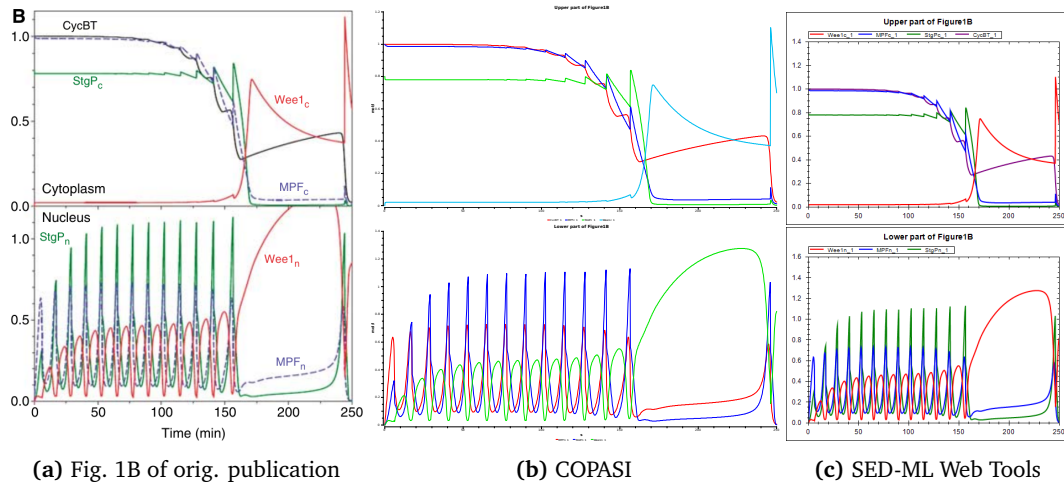 B
CycBT
1.0
StgPc
Wee1c
0.5
Cytoplasm
MPFc
0.0
Nucleus
StgPn
1.0
Wee1n
0.5
MPFn
0.0
0 50 100 150 200 250
Time (min)
(a) Fig. 1B of orig. publication
Upper part of Figure1B
Lower part of Figure1B
(b) COPASI
Upper part of Figure1B
Wee1c_1 MPFc_1 StgPc_1 CycBT_1
1.4
1.2
1.0
0.8
0.6
0.4
0.2
0.0
0 50 100 150 200 250
Lower part of Figure1B
Wee1n_1 MPFn_1 StgPn_1
1.6
1.4
1.2
1.0
0.8
0.6
0.4
0.2
0.0
0 50 100 150 200 250
(c) SED-ML Web Tools